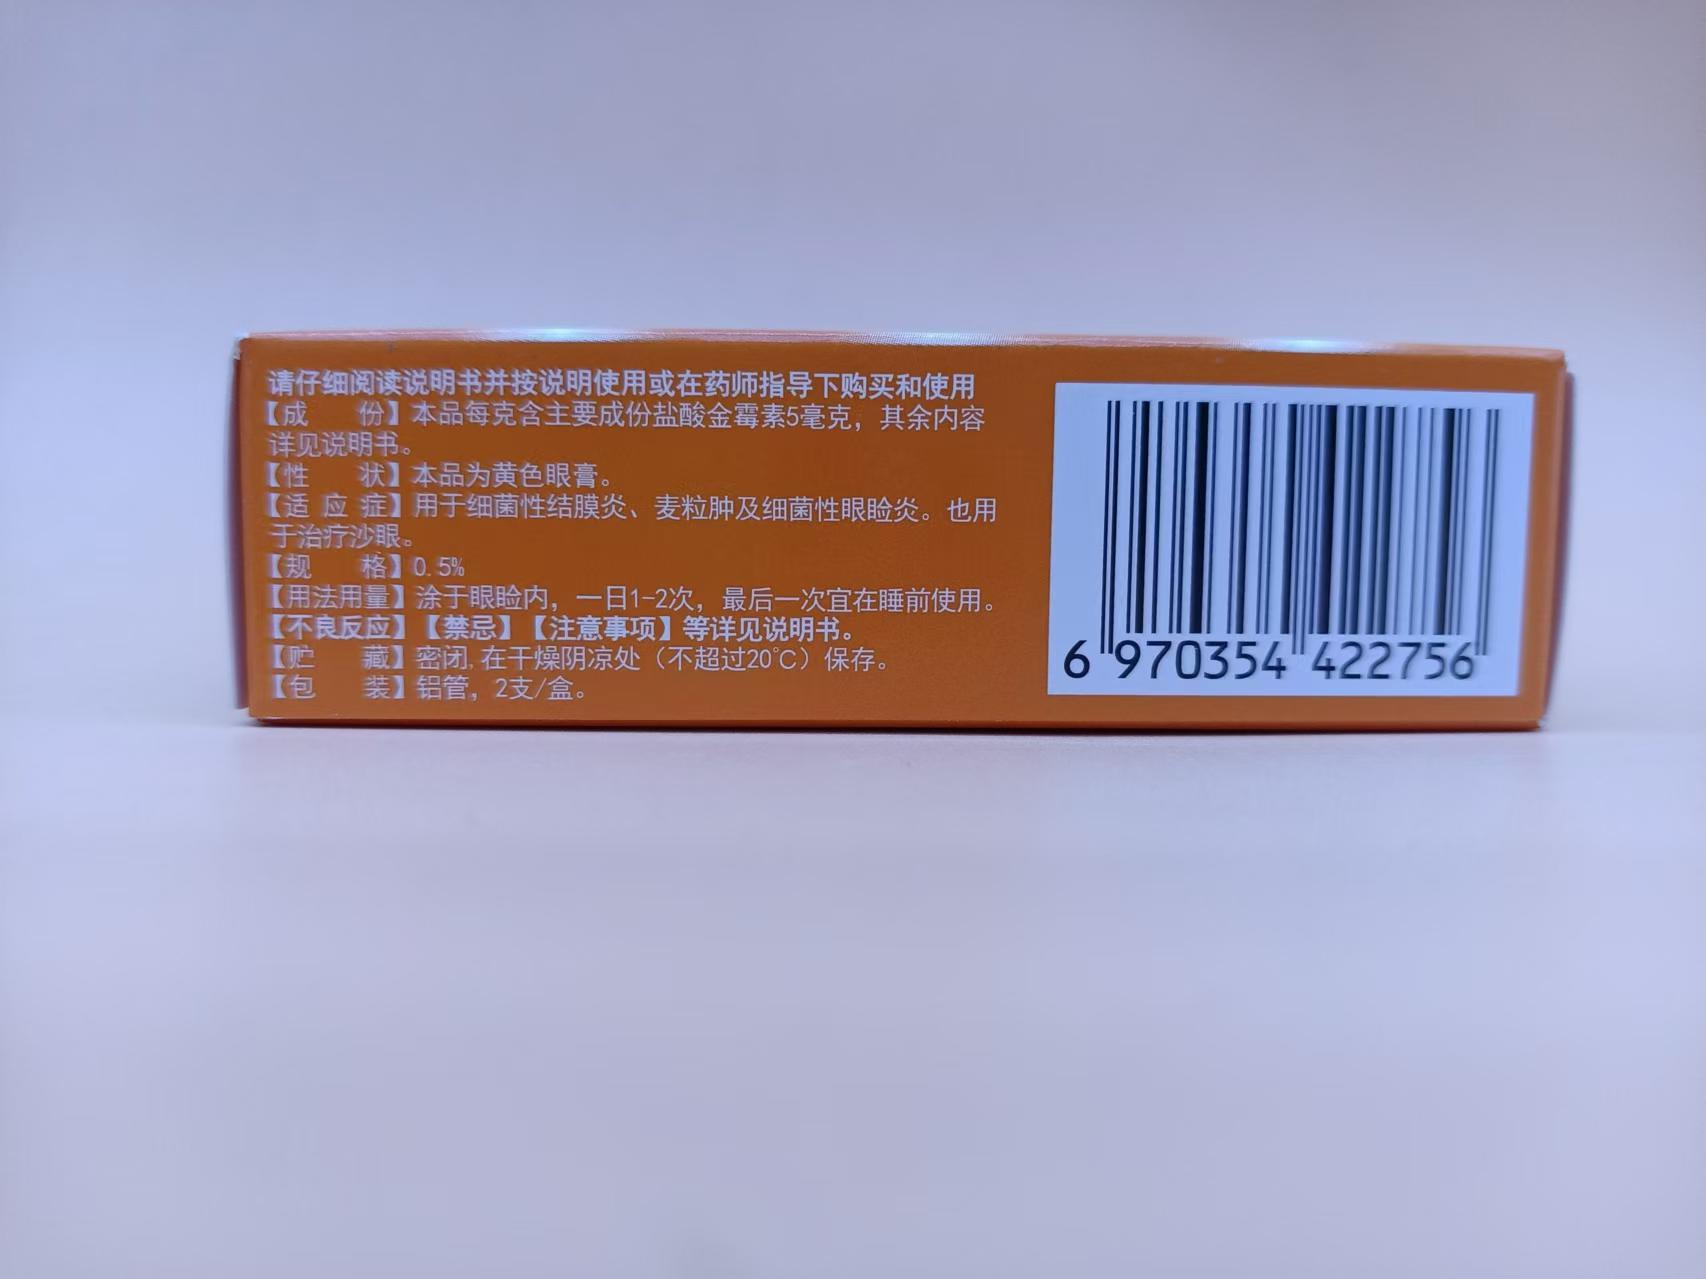 请仔细阅读说明书并按说明使用或在药师指导下购买和使用
【成　　份】本品每克含主要成份盐酸金霉素5毫克，其余内容
详见说明书。
【性　　状】本品为黄色眼膏。
【适 应 症】用于细菌性结膜炎、麦粒肿及细菌性眼睑炎。也用
于治疗沙眼。
【规　　格】0.5%
【用法用量】涂于眼睑内，一日1-2次，最后一次宜在睡前使用。
【不良反应】【禁忌】【注意事项】等详见说明书。
【贮　　藏】密闭,在干燥阴凉处（不超过20℃）保存。
【包　　装】铝管，2支/盒。
6 970354 422756